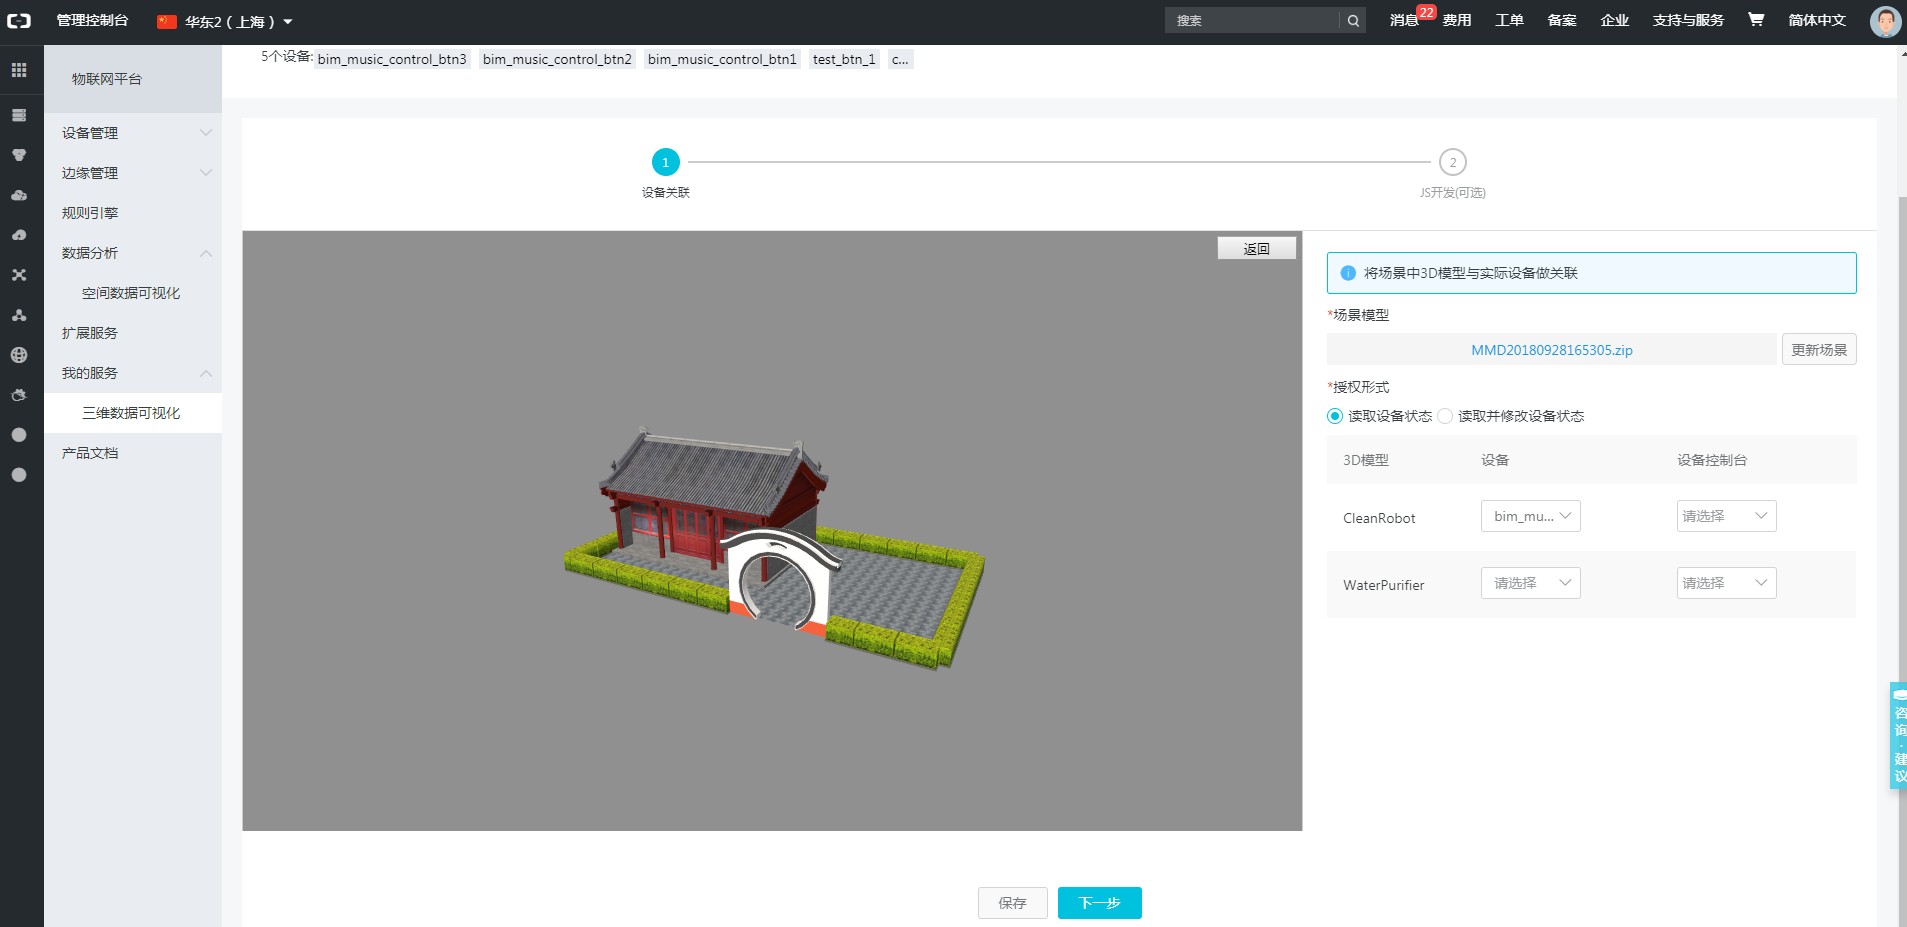 管理控制台 华东2（上海） 搜索 消息 22 费用 工单 备案 企业 支持与服务 简体中文
物联网平台
设备管理
边缘管理
规则引擎
数据分析
空间数据可视化
扩展服务
我的服务
三维数据可视化
产品文档
5个设备: bim_music_control_btn3 bim_music_control_btn2 bim_music_control_btn1 test_btn_1 c...
1 2
设备关联 JS开发(可选)
返回
将场景中3D模型与实际设备做关联
*场景模型
MMD20180928165305.zip 更新场景
*授权形式
读取设备状态 读取并修改设备状态
3D模型 设备 设备控制台
CleanRobot bim_mu... 请选择
WaterPurifier 请选择 请选择
保存 下一步
咨询·建议